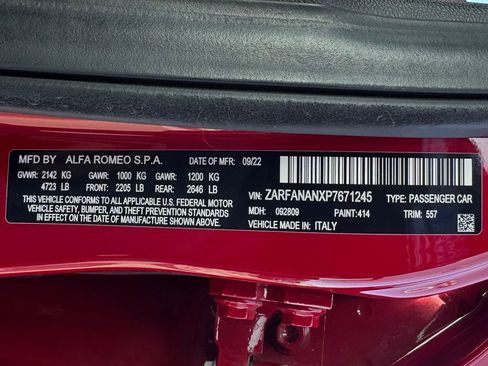 MFD BY ALFA ROMEO S.P.A. DATE OF MFR: 09/22
GVWR: 2142 KG GAWR: 1000 KG GAWR: 1200 KG
4723 LB FRONT: 2205 LB REAR: 2646 LB
THIS VEHICLE CONFORMS TO ALL APPLICABLE U.S. FEDERAL MOTOR
VEHICLE SAFETY, BUMPER, AND THEFT PREVENTION STANDARDS
IN EFFECT ON THE DATE OF MANUFACTURE SHOWN ABOVE.
VIN: ZARFANANXP7671245 TYPE: PASSENGER CAR
MDH: 092809 PAINT: 414 TRIM: 557
VEHICLE MADE IN: ITALY